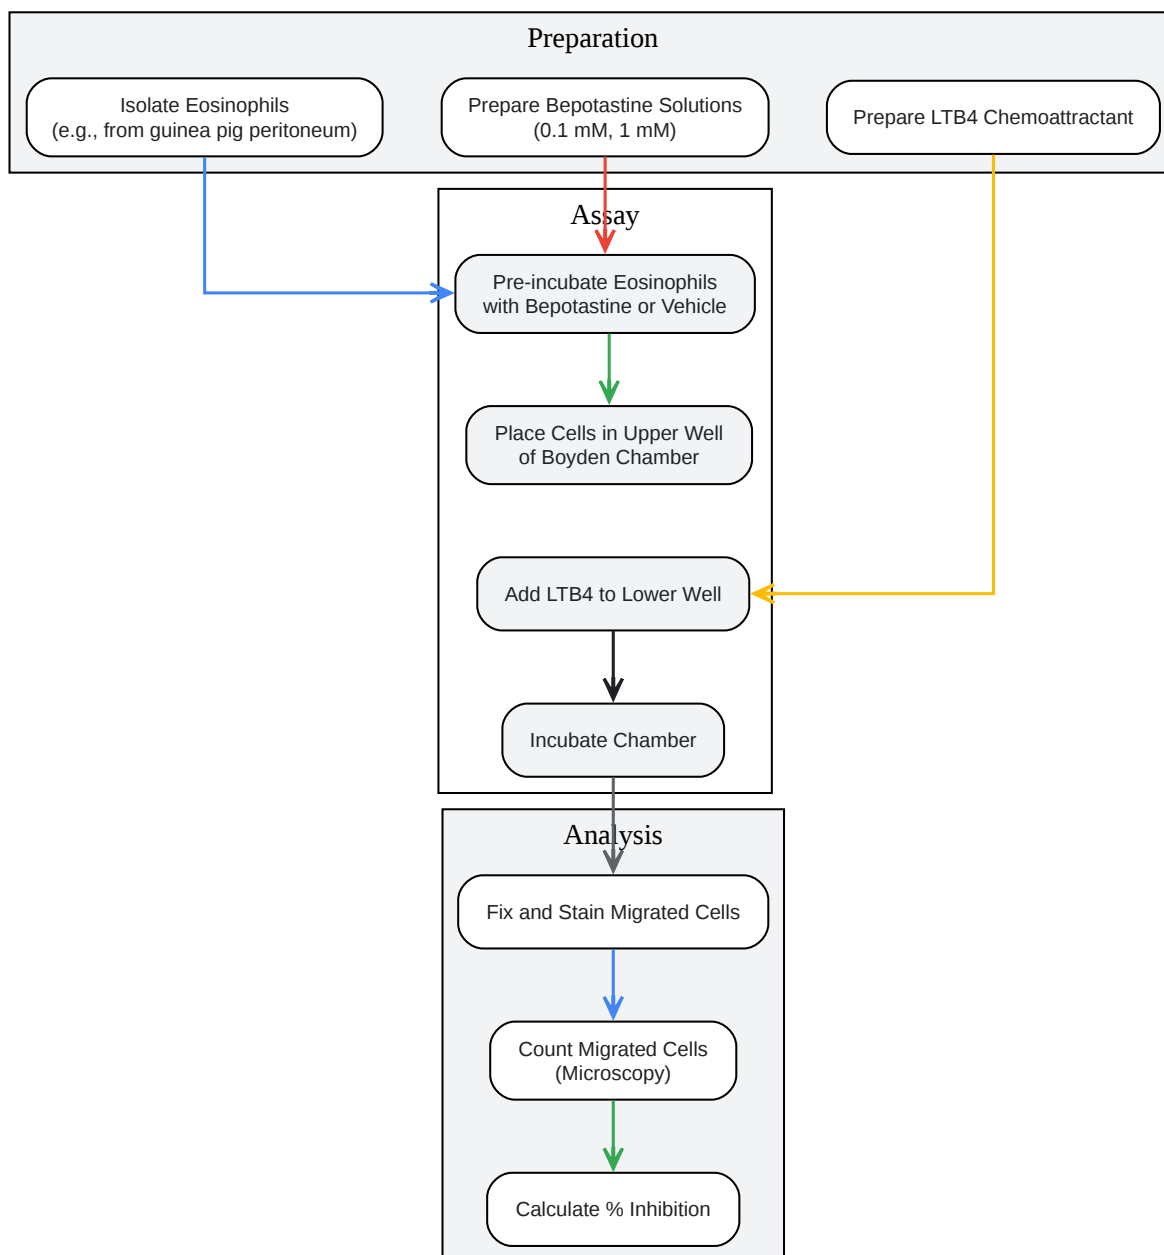 Preparation
Isolate Eosinophils
(e.g., from guinea pig peritoneum)
Prepare Bepotastine Solutions
(0.1 mM, 1 mM)
Prepare LTB4 Chemoattractant
Assay
Pre-incubate Eosinophils
with Bepotastine or Vehicle
Place Cells in Upper Well
of Boyden Chamber
Add LTB4 to Lower Well
Incubate Chamber
Analysis
Fix and Stain Migrated Cells
Count Migrated Cells
(Microscopy)
Calculate % Inhibition